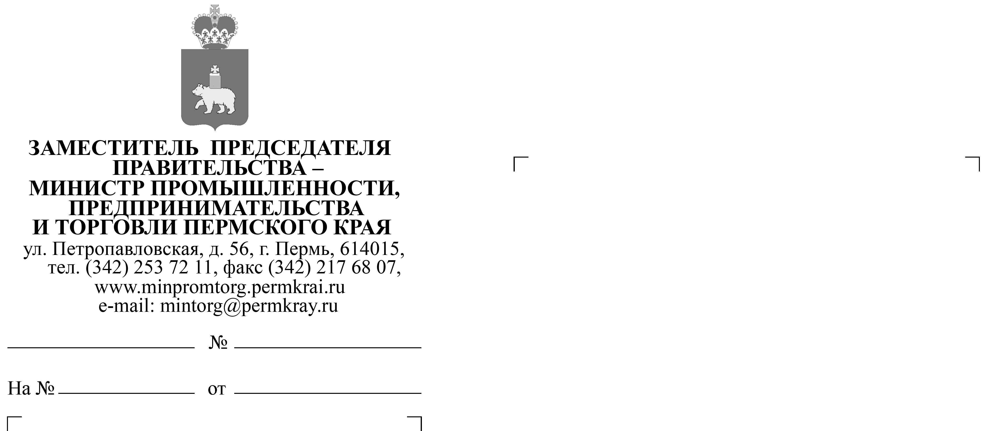 ЗАМЕСТИТЕЛЬ ПРЕДСЕДАТЕЛЯ
ПРАВИТЕЛЬСТВА –
МИНИСТР ПРОМЫШЛЕННОСТИ,
ПРЕДПРИНИМАТЕЛЬСТВА
И ТОРГОВЛИ ПЕРМСКОГО КРАЯ
ул. Петропавловская, д. 56, г. Пермь, 614015,
тел. (342) 253 72 11, факс (342) 217 68 07,
www.minpromtorg.permkrai.ru
e-mail: mintorg@permkray.ru
№
На № от